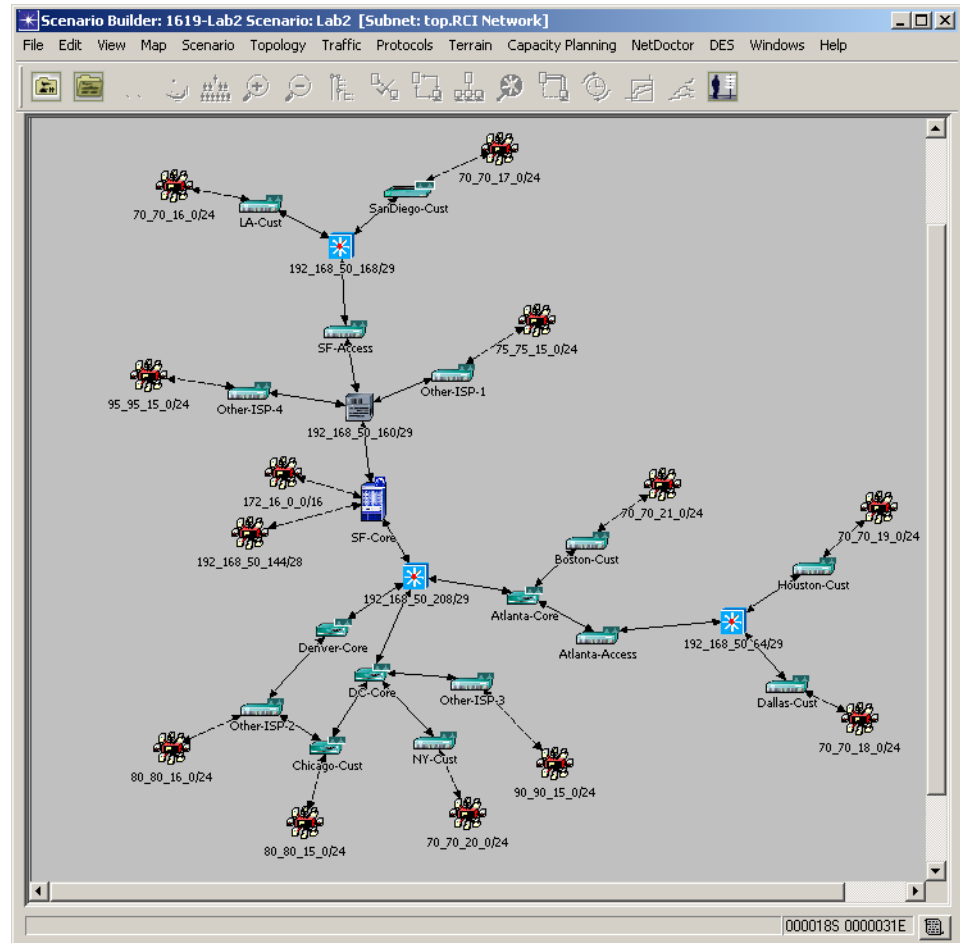 Scenario Builder: 1619-Lab2 Scenario: Lab2 [Subnet: top.RCI Network]
File Edit View Map Scenario Topology Traffic Protocols Terrain Capacity Planning NetDoctor DES Windows Help
70_70_17_0/24
70_70_16_0/24
SanDiego-Cust
LA-Cust
192_168_50_168/29
SF-Access
75_75_15_0/24
Other-ISP-1
95_95_15_0/24
Other-ISP-4
192_168_50_160/29
172_16_0_0/16
70_70_21_0/24
SF-Core
70_70_19_0/24
192_168_50_144/28
Boston-Cust
Houston-Cust
192_168_50_208/29
Atlanta-Core
Denver-Core
Atlanta-Access
192_168_50_64/29
DC-Core
Other-ISP-3
Dallas-Cust
Other-ISP-2
NY-Cust
Chicago-Cust
70_70_18_0/24
80_80_16_0/24
90_90_15_0/24
70_70_20_0/24
80_80_15_0/24
000018S 0000031E